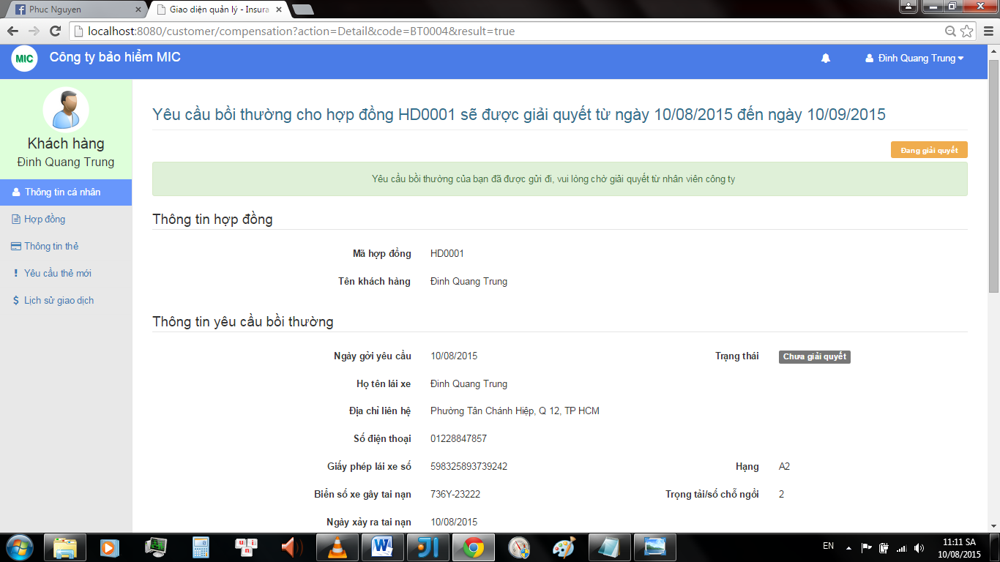 Phuc Nguyen
Giao diện quản lý - Insura
localhost:8080/customer/compensation?action=Detail&code=BT0004&result=true
MIC Công ty bảo hiểm MIC
Đinh Quang Trung
Khách hàng
Đinh Quang Trung
Thông tin cá nhân
Hợp đồng
Thông tin thẻ
Yêu cầu thẻ mới
Lịch sử giao dịch
Yêu cầu bồi thường cho hợp đồng HD0001 sẽ được giải quyết từ ngày 10/08/2015 đến ngày 10/09/2015
Đang giải quyết
Yêu cầu bồi thường của bạn đã được gửi đi, vui lòng chờ giải quyết từ nhân viên công ty
Thông tin hợp đồng
Mã hợp đồng HD0001
Tên khách hàng Đinh Quang Trung
Thông tin yêu cầu bồi thường
Ngày gởi yêu cầu 10/08/2015 Trạng thái Chưa giải quyết
Họ tên lái xe Đinh Quang Trung
Địa chỉ liên hệ Phường Tân Chánh Hiệp, Q 12, TP HCM
Số điện thoại 01228847857
Giấy phép lái xe số 598325893739242 Hạng A2
Biển số xe gây tai nạn 736Y-23222 Trọng tải/số chỗ ngồi 2
Ngày xảy ra tai nạn 10/08/2015
u n i
EN
11:11 SA
10/08/2015